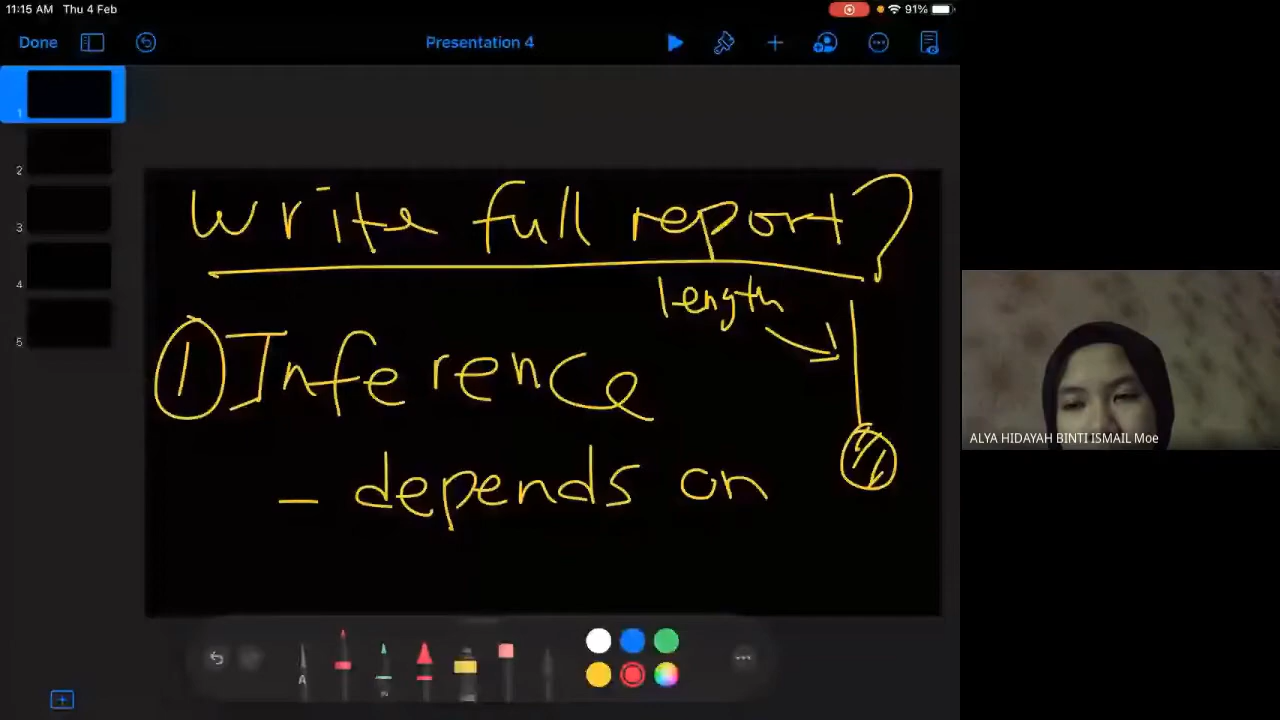 11:15 AM Thu 4 Feb
91%
Done
Presentation 4
1
2
3
4
5
Write full report?
length
① Inference
- depends on
ALYA HIDAYAH BINTI ISMAIL Moe
A